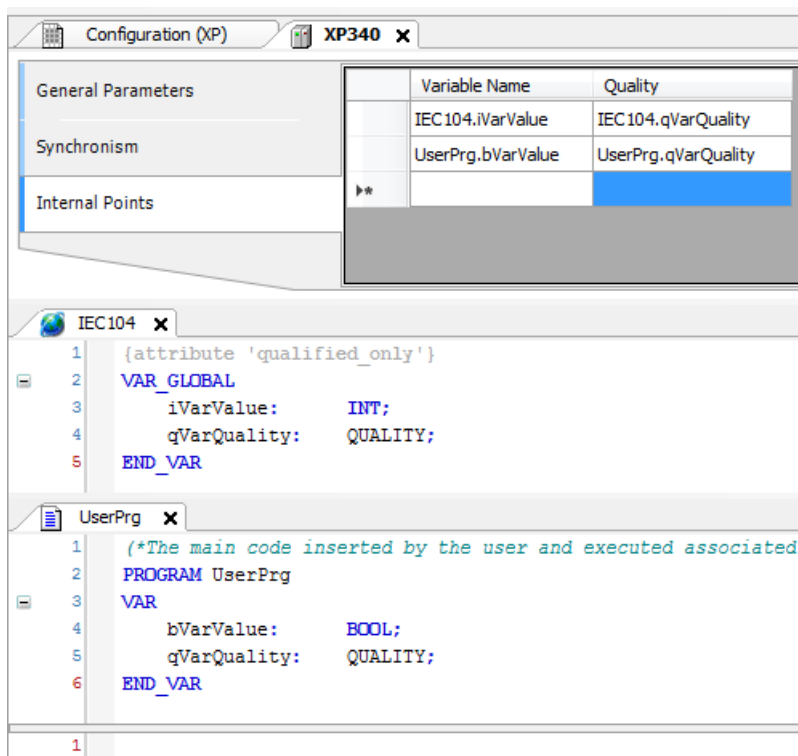 Configuration (XP) XP340
General Parameters
Synchronism
Internal Points
Variable Name Quality
IEC104.iVarValue IEC104.qVarQuality
UserPrg.bVarValue UserPrg.qVarQuality
IEC104
1 {attribute 'qualified_only'}
2 VAR_GLOBAL
3 iVarValue: INT;
4 qVarQuality: QUALITY;
5 END_VAR
UserPrg
1 (*The main code inserted by the user and executed associated
2 PROGRAM UserPrg
3 VAR
4 bVarValue: BOOL;
5 qVarQuality: QUALITY;
6 END_VAR
1